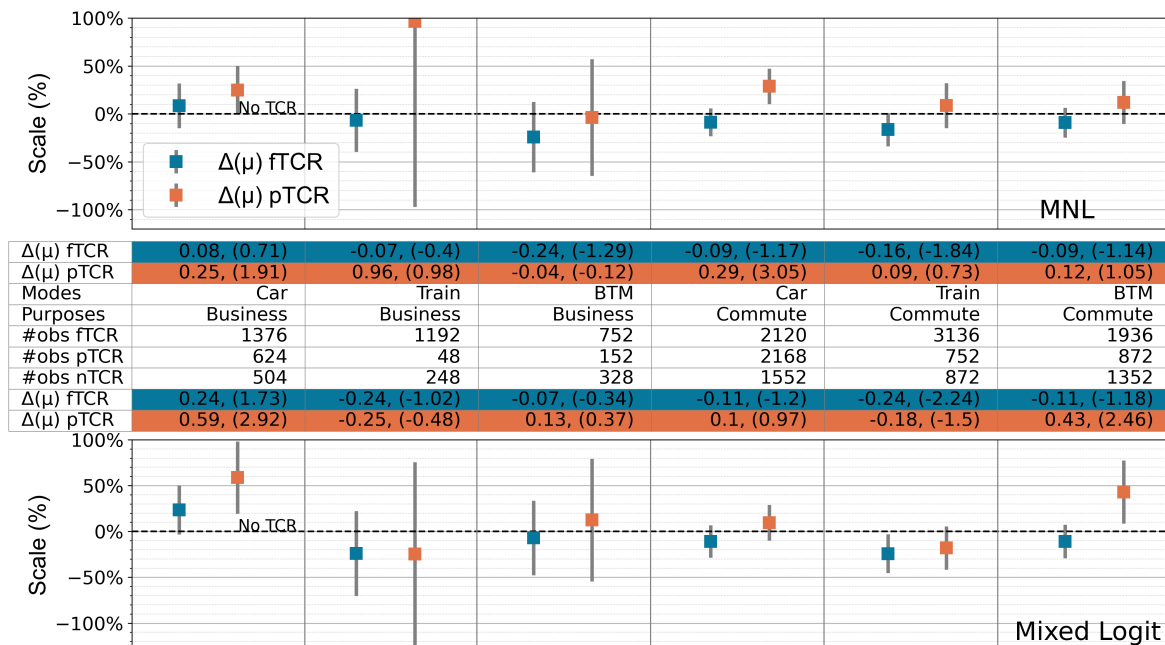 100%
50%
0%
−50%
−100%
Scale (%)
No TCR
Δ(μ) fTCR
Δ(μ) pTCR
MNL
Δ(μ) fTCR 0.08, (0.71) -0.07, (-0.4) -0.24, (-1.29) -0.09, (-1.17) -0.16, (-1.84) -0.09, (-1.14)
Δ(μ) pTCR 0.25, (1.91) 0.96, (0.98) -0.04, (-0.12) 0.29, (3.05) 0.09, (0.73) 0.12, (1.05)
Modes Car Train BTM Car Train BTM
Purposes Business Business Business Commute Commute Commute
#obs fTCR 1376 1192 752 2120 3136 1936
#obs pTCR 624 48 152 2168 752 872
#obs nTCR 504 248 328 1552 872 1352
Δ(μ) fTCR 0.24, (1.73) -0.24, (-1.02) -0.07, (-0.34) -0.11, (-1.2) -0.24, (-2.24) -0.11, (-1.18)
Δ(μ) pTCR 0.59, (2.92) -0.25, (-0.48) 0.13, (0.37) 0.1, (0.97) -0.18, (-1.5) 0.43, (2.46)
100%
50%
0%
−50%
−100%
Scale (%)
No TCR
Mixed Logit